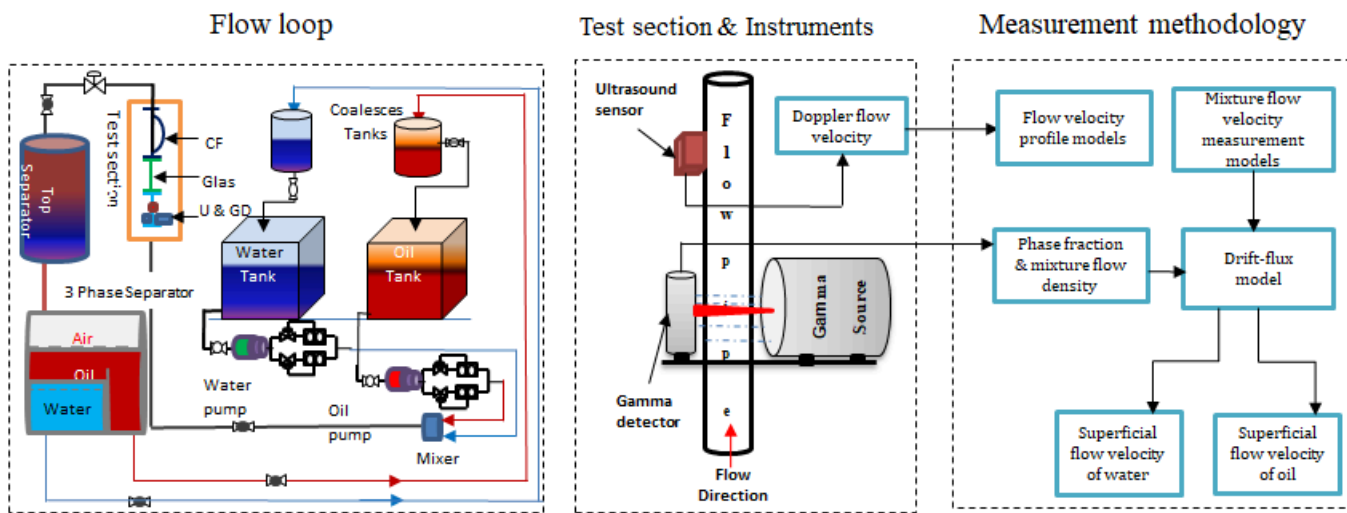 Flow loop
Test section & Instruments
Measurement methodology
Test section
CF
Glas
U & GD
Top
Separator
Coalesces
Tanks
Water
Tank
Oil
Tank
3 Phase Separator
Air
Oil
Water
Water
pump
Oil
pump
Mixer
Ultrasound
sensor
Flow pipe
Doppler flow
velocity
Gamma
Source
Gamma
detector
Flow
Direction
Flow velocity
profile models
Mixture flow
velocity
measurement
models
Phase fraction
& mixture flow
density
Drift-flux
model
Superficial
flow velocity
of water
Superficial
flow velocity
of oil